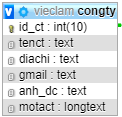 v vieclam congty
id_ct : int(10)
tenct : text
diachi : text
gmail : text
anh_dc : text
motact : longtext